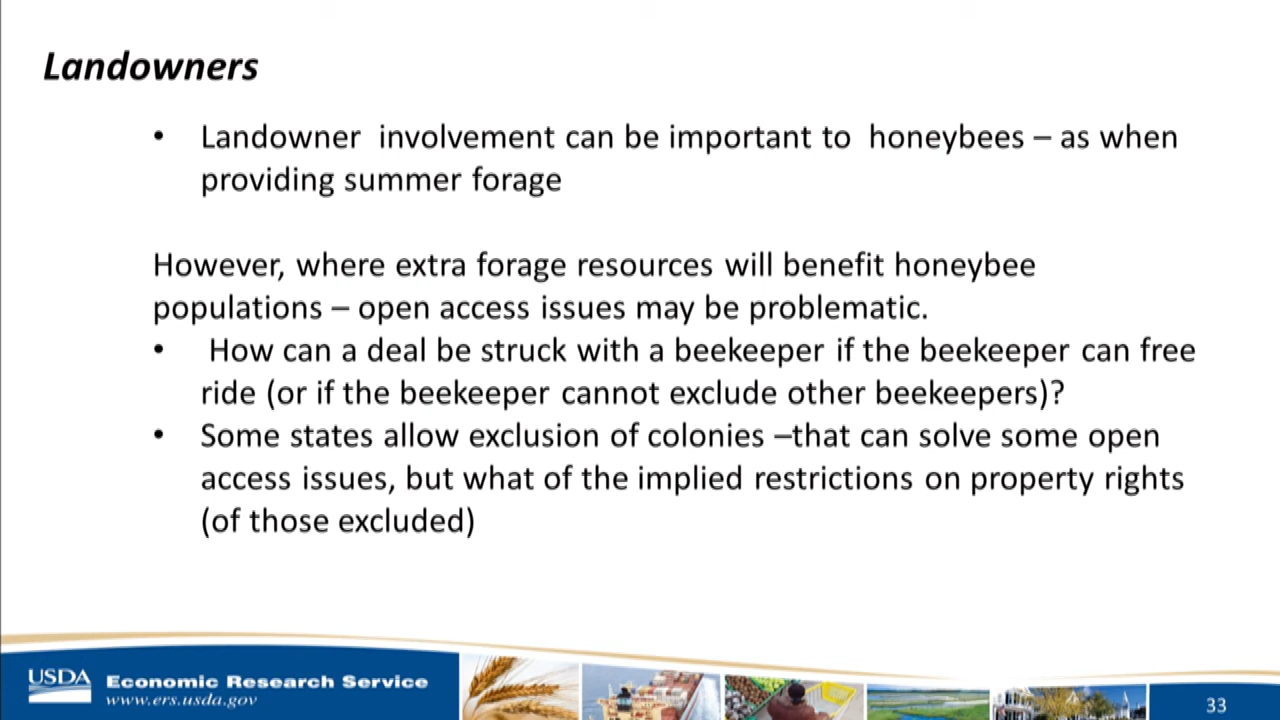 Landowners
• Landowner involvement can be important to honeybees – as when
providing summer forage
However, where extra forage resources will benefit honeybee
populations – open access issues may be problematic.
• How can a deal be struck with a beekeeper if the beekeeper can free
ride (or if the beekeeper cannot exclude other beekeepers)?
• Some states allow exclusion of colonies –that can solve some open
access issues, but what of the implied restrictions on property rights
(of those excluded)
USDA Economic Research Service
www.ers.usda.gov
33